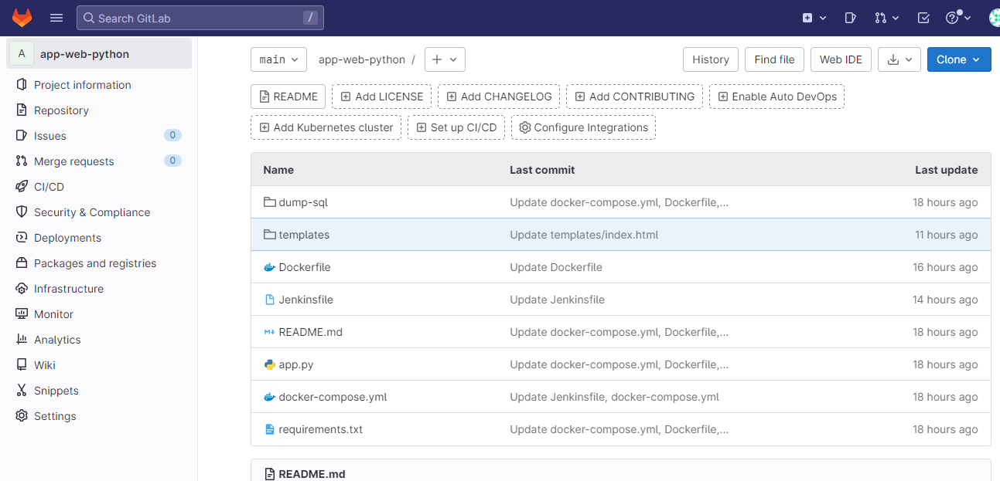 Search GitLab /
A app-web-python
Project information
Repository
Issues 0
Merge requests 0
CI/CD
Security & Compliance
Deployments
Packages and registries
Infrastructure
Monitor
Analytics
Wiki
Snippets
Settings
main app-web-python / + History Find file Web IDE Clone
README Add LICENSE Add CHANGELOG Add CONTRIBUTING Enable Auto DevOps
Add Kubernetes cluster Set up CI/CD Configure Integrations
Name Last commit Last update
dump-sql Update docker-compose.yml, Dockerfile,... 18 hours ago
templates Update templates/index.html 11 hours ago
Dockerfile Update Dockerfile 16 hours ago
Jenkinsfile Update Jenkinsfile 14 hours ago
README.md Update docker-compose.yml, Dockerfile,... 18 hours ago
app.py Update docker-compose.yml, Dockerfile,... 18 hours ago
docker-compose.yml Update Jenkinsfile, docker-compose.yml 18 hours ago
requirements.txt Update docker-compose.yml, Dockerfile,... 18 hours ago
README.md